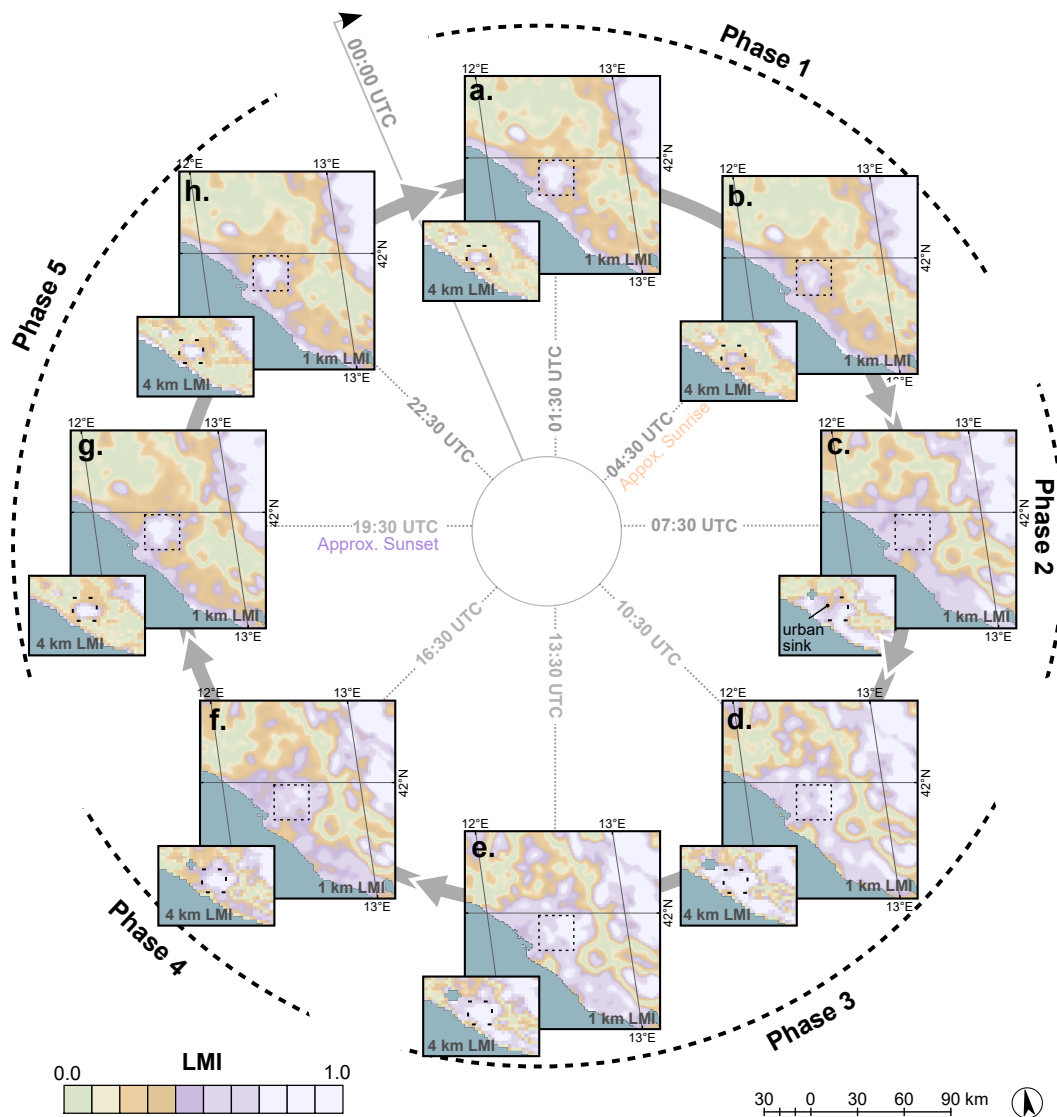 Phase 1
00:00 UTC
12°E
13°E
a.
42°N
1 km LMI
13°E
4 km LMI
12°E
13°E
h.
42°N
1 km LMI
13°E
4 km LMI
12°E
13°E
b.
42°N
1 km LMI
12°E
4 km LMI
Phase 5
22:30 UTC
01:30 UTC
04:30 UTC
Appox. Sunrise
12°E
13°E
g.
42°N
1 km LMI
13°E
4 km LMI
19:30 UTC
Approx. Sunset
07:30 UTC
12°E
13°E
c.
42°N
1 km LMI
13°E
urban
sink
Phase 2
16:30 UTC
13:30 UTC
10:30 UTC
12°E
13°E
f.
42°N
1 km LMI
13°E
4 km LMI
12°E
13°E
d.
42°N
1 km LMI
13°E
4 km LMI
12°E
13°E
e.
42°N
1 km LMI
13°E
4 km LMI
Phase 4
Phase 3
LMI
0.0
1.0
30 0 30 60 90 km